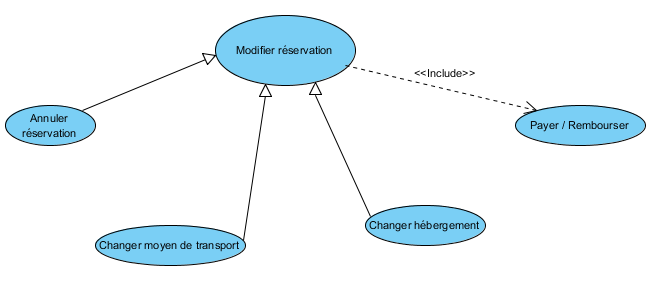 Modifier réservation
<<Include>>
Annuler
réservation
Payer / Rembourser
Changer moyen de transport
Changer hébergement